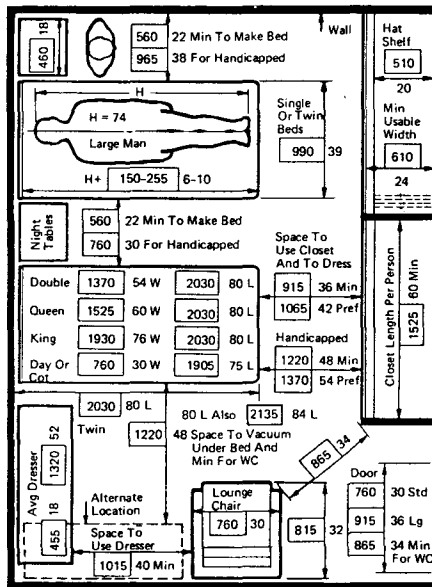 18
460
560 22 Min To Make Bed
965 38 For Handicapped
Wall
Hat
Shelf
510
20
Min
Usable
Width
610
24
H
H = 74
Large Man
H+ 150-255 6-10
Single
Or Twin
Beds
990 39
Night
Tables
560 22 Min To Make Bed
760 30 For Handicapped
Space To
Use Closet
And To Dress
915 36 Min
1065 42 Pref
Handicapped
1220 48 Min
1370 54 Pref
Closet Length Per Person
1525 60 Min
Double 1370 54 W 2030 80 L
Queen 1525 60 W 2030 80 L
King 1930 76 W 2030 80 L
Day Or
Cot 760 30 W 1905 75 L
2030 80 L
Twin
80 L Also 2135 84 L
1220 48 Space To Vacuum
Under Bed And
Min For WC
865 34
Avg Dresser
1320 52
455 18
Alternate
Location
Space To
Use Dresser
1015 40 Min
Lounge
Chair
760 30
815 32
Door
760 30 Std
915 36 Lg
865 34 Min
For WC